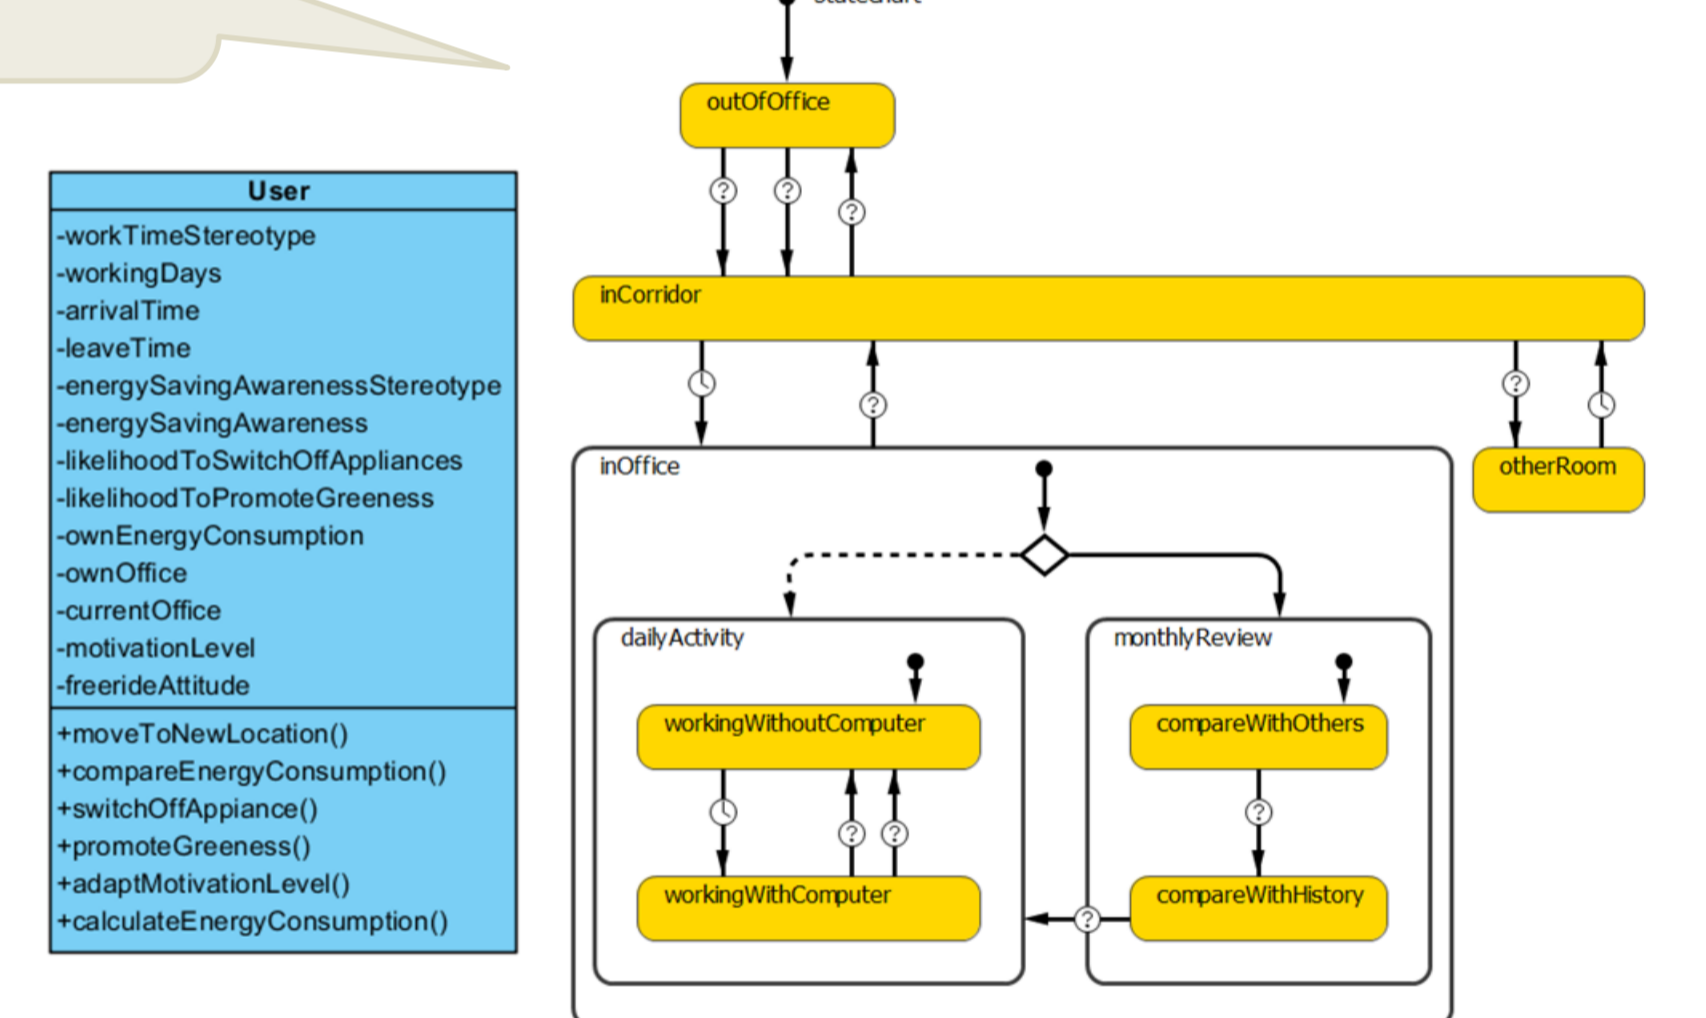 statechart
outOfOffice
User
-workTimeStereotype
-workingDays
-arrivalTime
-leaveTime
-energySavingAwarenessStereotype
-energySavingAwareness
-likelihoodToSwitchOffAppliances
-likelihoodToPromoteGreeness
-ownEnergyConsumption
-ownOffice
-currentOffice
-motivationLevel
-freerideAttitude
+moveToNewLocation()
+compareEnergyConsumption()
+switchOffAppiance()
+promoteGreeness()
+adaptMotivationLevel()
+calculateEnergyConsumption()
?
?
?
inCorridor
?
?
inOffice
otherRoom
dailyActivity
monthlyReview
workingWithoutComputer
compareWithOthers
?
?
?
workingWithComputer
compareWithHistory
?